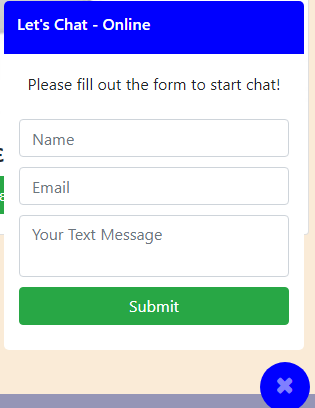 Let's Chat - Online
Please fill out the form to start chat!
Name
Email
Your Text Message
Submit